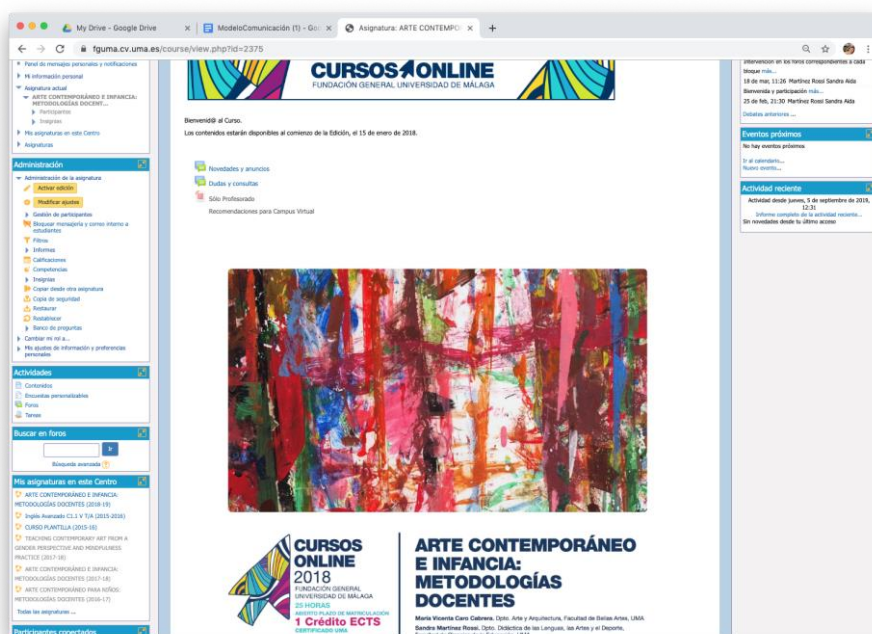 My Drive - Google Drive
ModeloComunicación (1) - Goo
Asignatura: ARTE CONTEMPO
fguma.cv.uma.es/course/view.php?id=2375
Panel de mensajes personales y notificaciones
Mi información personal
Asignatura actual
ARTE CONTEMPORÁNEO E INFANCIA:
METODOLOGÍAS DOCENT...
Participantes
Insignias
Mis asignaturas en este Centro
Asignaturas
Administración
Administración de la asignatura
Activar edición
Modificar ajustes
Gestión de participantes
Bloquear mensajería y correo interno a
estudiantes
Filtros
Informes
Calificaciones
Competencias
Insignias
Copiar desde otra asignatura
Copia de seguridad
Restaurar
Restablecer
Banco de preguntas
Cambiar mi rol a...
Mis ajustes de información y preferencias
personales
Actividades
Contenidos
Encuestas personalizables
Foros
Tareas
Buscar en foros
Ir
Búsqueda avanzada
Mis asignaturas en este Centro
ARTE CONTEMPORÁNEO E INFANCIA:
METODOLOGÍAS DOCENTES (2018-19)
Inglés Avanzado C1.1 V T/A (2015-2016)
CURSO PLANTILLA (2015-16)
TEACHING CONTEMPORARY ART FROM A
GENDER PERSPECTIVE AND MINDFULNESS
PRACTICE (2017-18)
ARTE CONTEMPORÁNEO E INFANCIA:
METODOLOGÍAS DOCENTES (2017-18)
ARTE CONTEMPORÁNEO PARA NIÑOS:
METODOLOGÍAS DOCENTES (2016-17)
Todas las asignaturas ...
Participantes conectados
CURSOS ONLINE
FUNDACIÓN GENERAL UNIVERSIDAD DE MÁLAGA
Bienvenid@ al Curso.
Los contenidos estarán disponibles al comienzo de la Edición, el 15 de enero de 2018.
Novedades y anuncios
Dudas y consultas
Sólo Profesorado
Recomendaciones para Campus Virtual
CURSOS
ONLINE
2018
FUNDACIÓN GENERAL
UNIVERSIDAD DE MÁLAGA
25 HORAS
ABIERTO PLAZO DE MATRICULACIÓN
1 Crédito ECTS
CERTIFICADO UMA
ARTE CONTEMPORÁNEO
E INFANCIA:
METODOLOGÍAS
DOCENTES
María Vicenta Caro Cabrera. Dpto. Arte y Arquitectura, Facultad de Bellas Artes, UMA
Sandra Martínez Rossi. Dpto. Didáctica de las Lenguas, las Artes y el Deporte,
intervención en los foros correspondientes a cada
bloque más...
18 de mar, 11:26 Martínez Rossi Sandra Aida
Bienvenida y participación más...
25 de feb, 21:30 Martínez Rossi Sandra Aida
Debates anteriores ...
Eventos próximos
No hay eventos próximos
Ir al calendario...
Nuevo evento...
Actividad reciente
Actividad desde jueves, 5 de septiembre de 2019,
12:31
Informe completo de la actividad reciente...
Sin novedades desde tu último acceso